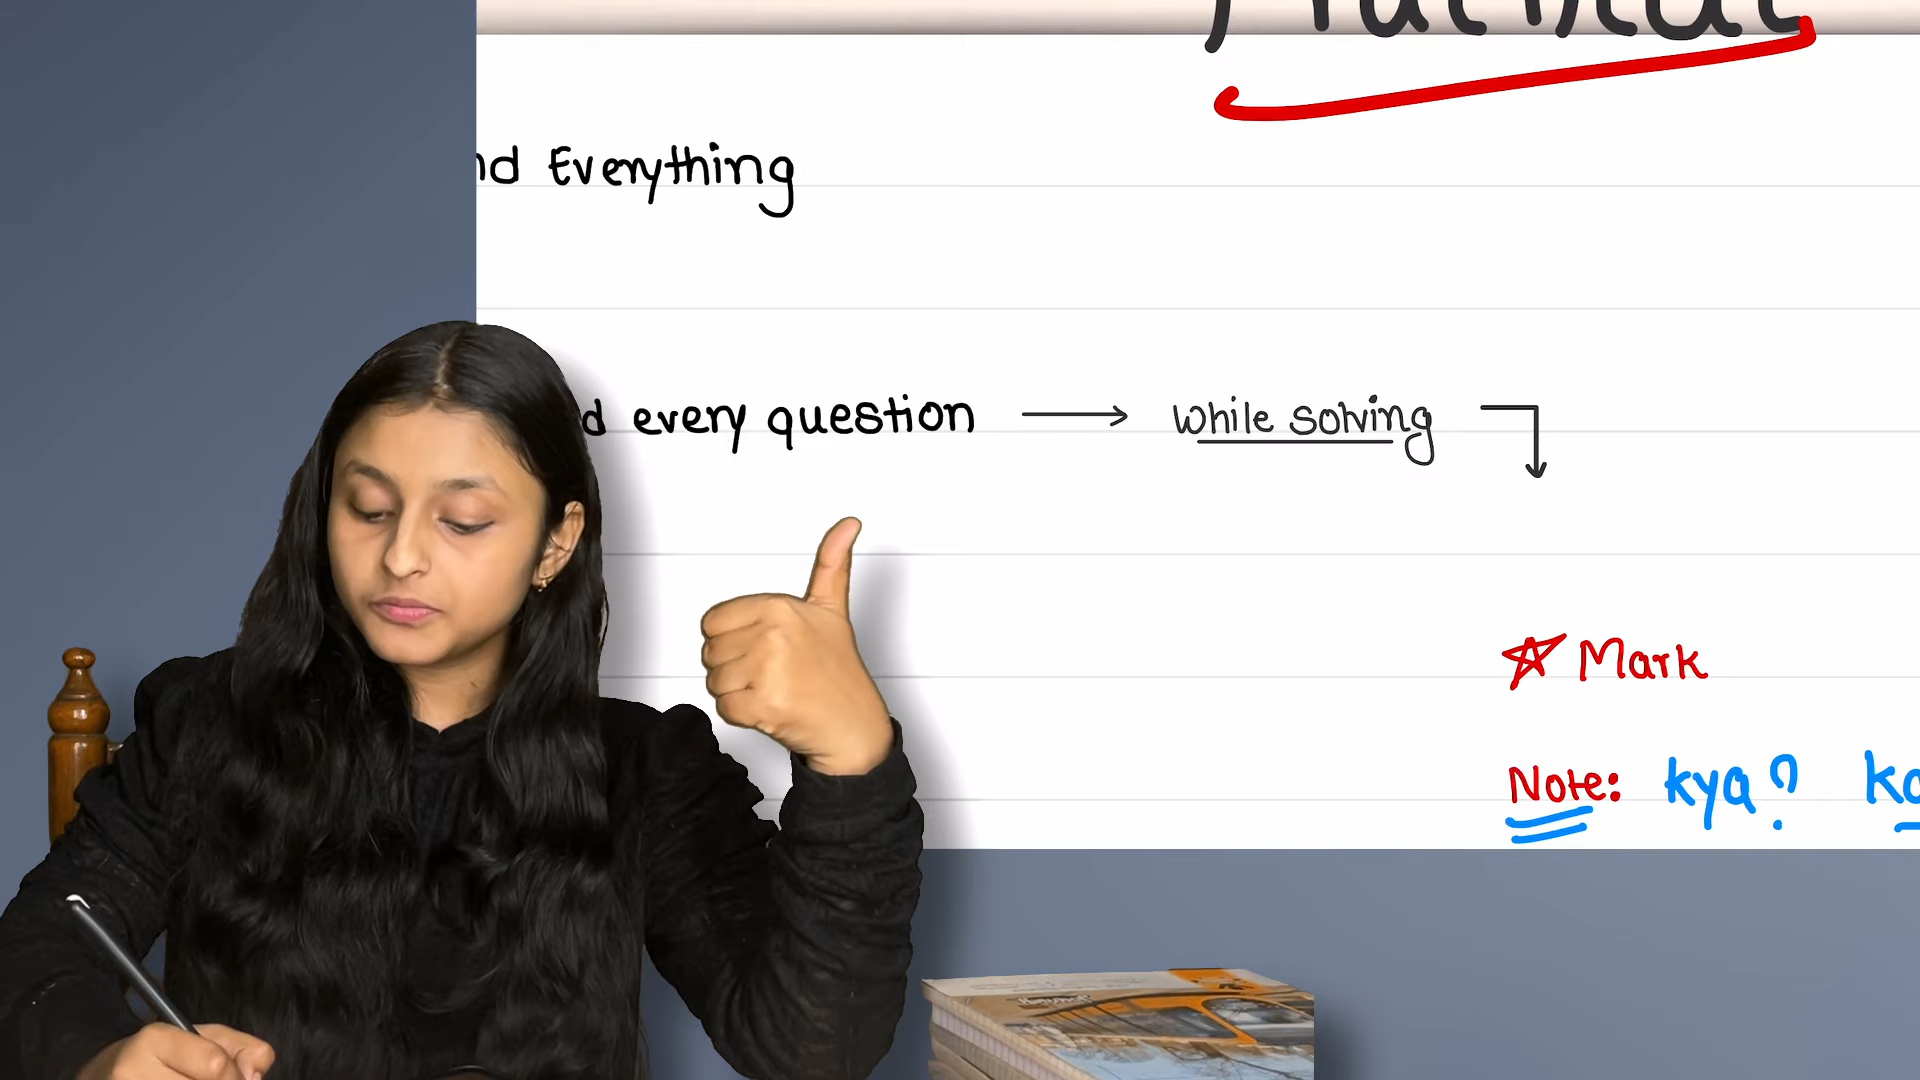 nd Everything
d every question → while solving
Mark
Note: kya?